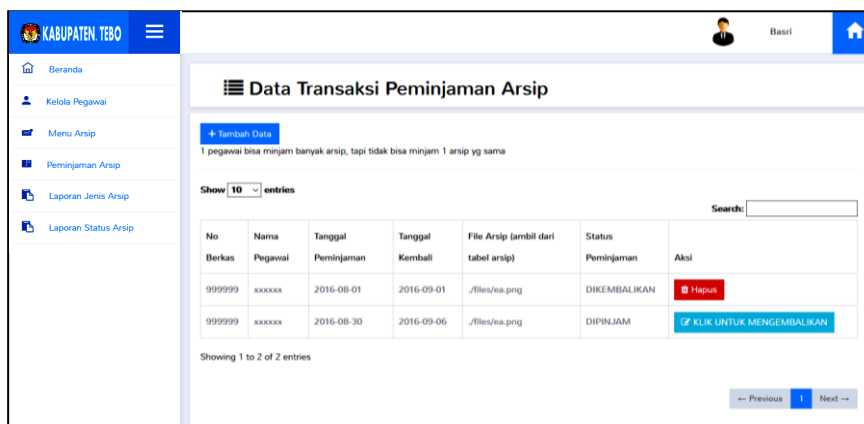 KABUPATEN. TEBO
Basri
Beranda
Kelola Pegawai
Menu Arsip
Peminjaman Arsip
Laporan Jenis Arsip
Laporan Status Arsip
Data Transaksi Peminjaman Arsip
+ Tambah Data
1 pegawai bisa minjam banyak arsip, tapi tidak bisa minjam 1 arsip yg sama
Show 10 entries
Search:
No Berkas Nama Pegawai Tanggal Peminjaman Tanggal Kembali File Arsip (ambil dari tabel arsip) Status Peminjaman Aksi
999999 xxxxxx 2016-08-01 2016-09-01 ./files/ea.png DIKEMBALIKAN Hapus
999999 xxxxxx 2016-08-30 2016-09-06 ./files/ea.png DIPINJAM KLIK UNTUK MENGEMBALIKAN
Showing 1 to 2 of 2 entries
← Previous 1 Next →